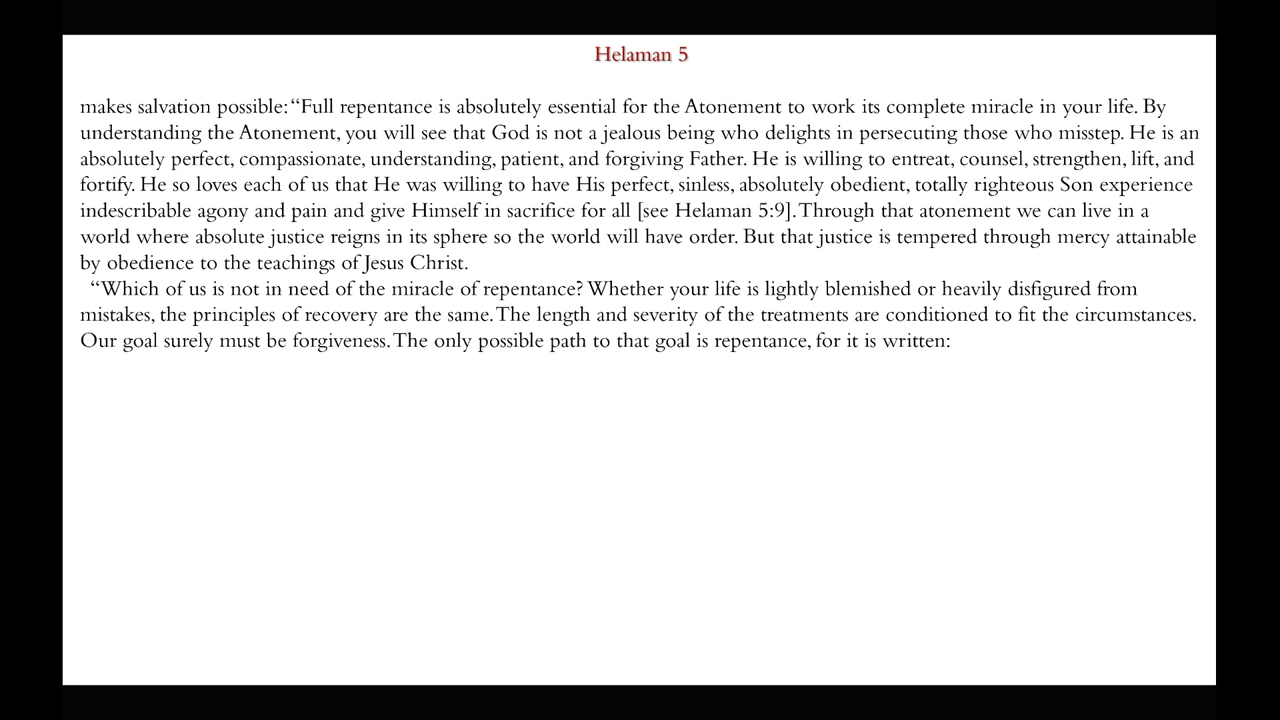 Helaman 5
makes salvation possible: “Full repentance is absolutely essential for the Atonement to work its complete miracle in your life. By
understanding the Atonement, you will see that God is not a jealous being who delights in persecuting those who misstep. He is an
absolutely perfect, compassionate, understanding, patient, and forgiving Father. He is willing to entreat, counsel, strengthen, lift, and
fortify. He so loves each of us that He was willing to have His perfect, sinless, absolutely obedient, totally righteous Son experience
indescribable agony and pain and give Himself in sacrifice for all [see Helaman 5:9]. Through that atonement we can live in a
world where absolute justice reigns in its sphere so the world will have order. But that justice is tempered through mercy attainable
by obedience to the teachings of Jesus Christ.
“Which of us is not in need of the miracle of repentance? Whether your life is lightly blemished or heavily disfigured from
mistakes, the principles of recovery are the same. The length and severity of the treatments are conditioned to fit the circumstances.
Our goal surely must be forgiveness. The only possible path to that goal is repentance, for it is written: